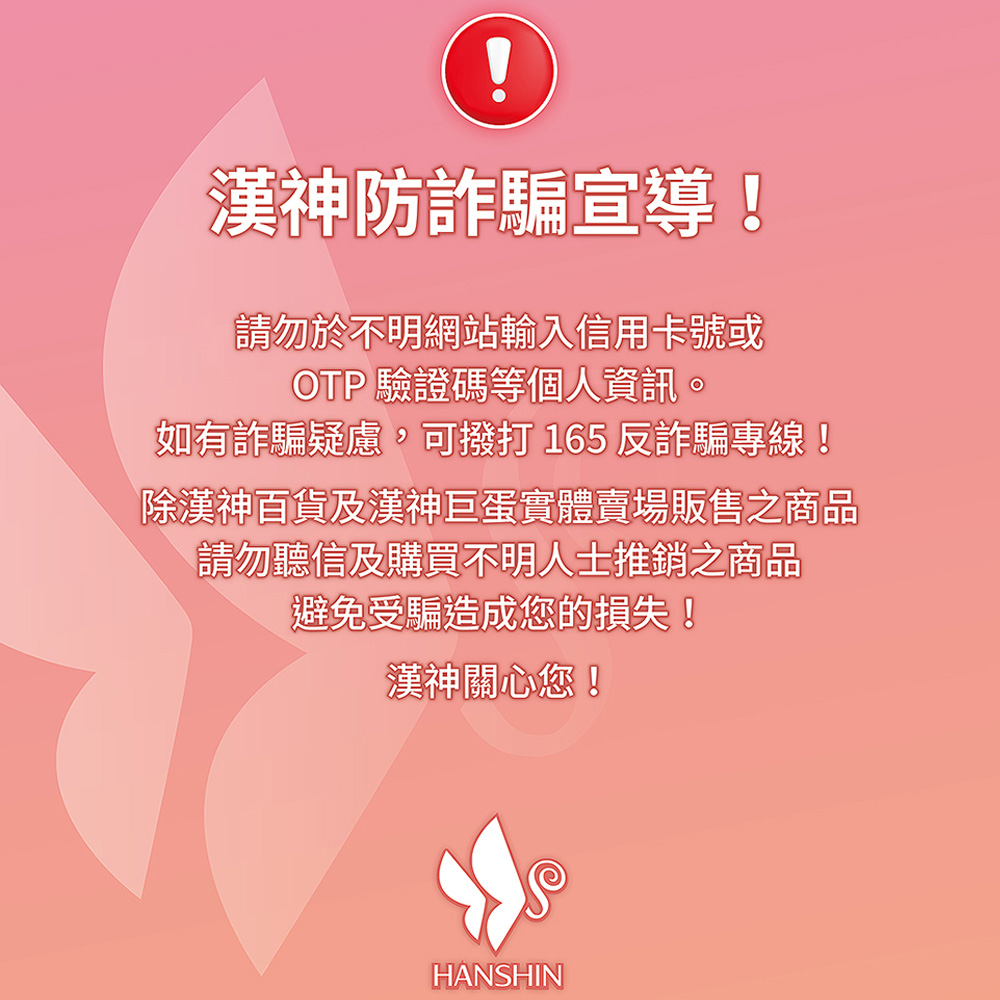 漢神防詐騙宣導！
請勿於不明網站輸入信用卡號或
OTP 驗證碼等個人資訊。
如有詐騙疑慮，可撥打 165 反詐騙專線！
除漢神百貨及漢神巨蛋實體賣場販售之商品
請勿聽信及購買不明人士推銷之商品
避免受騙造成您的損失！
漢神關心您！
HANSHIN